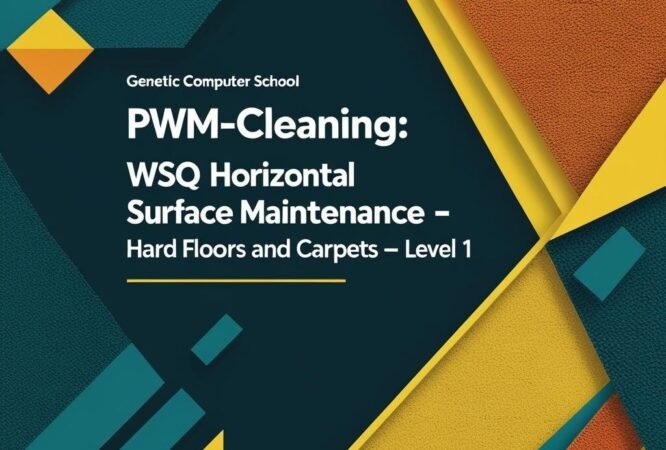 Genetic Computer School
PWM-Cleaning:
WSQ Horizontal
Surface Maintenance –
Hard Floors and Carpets – Level 1